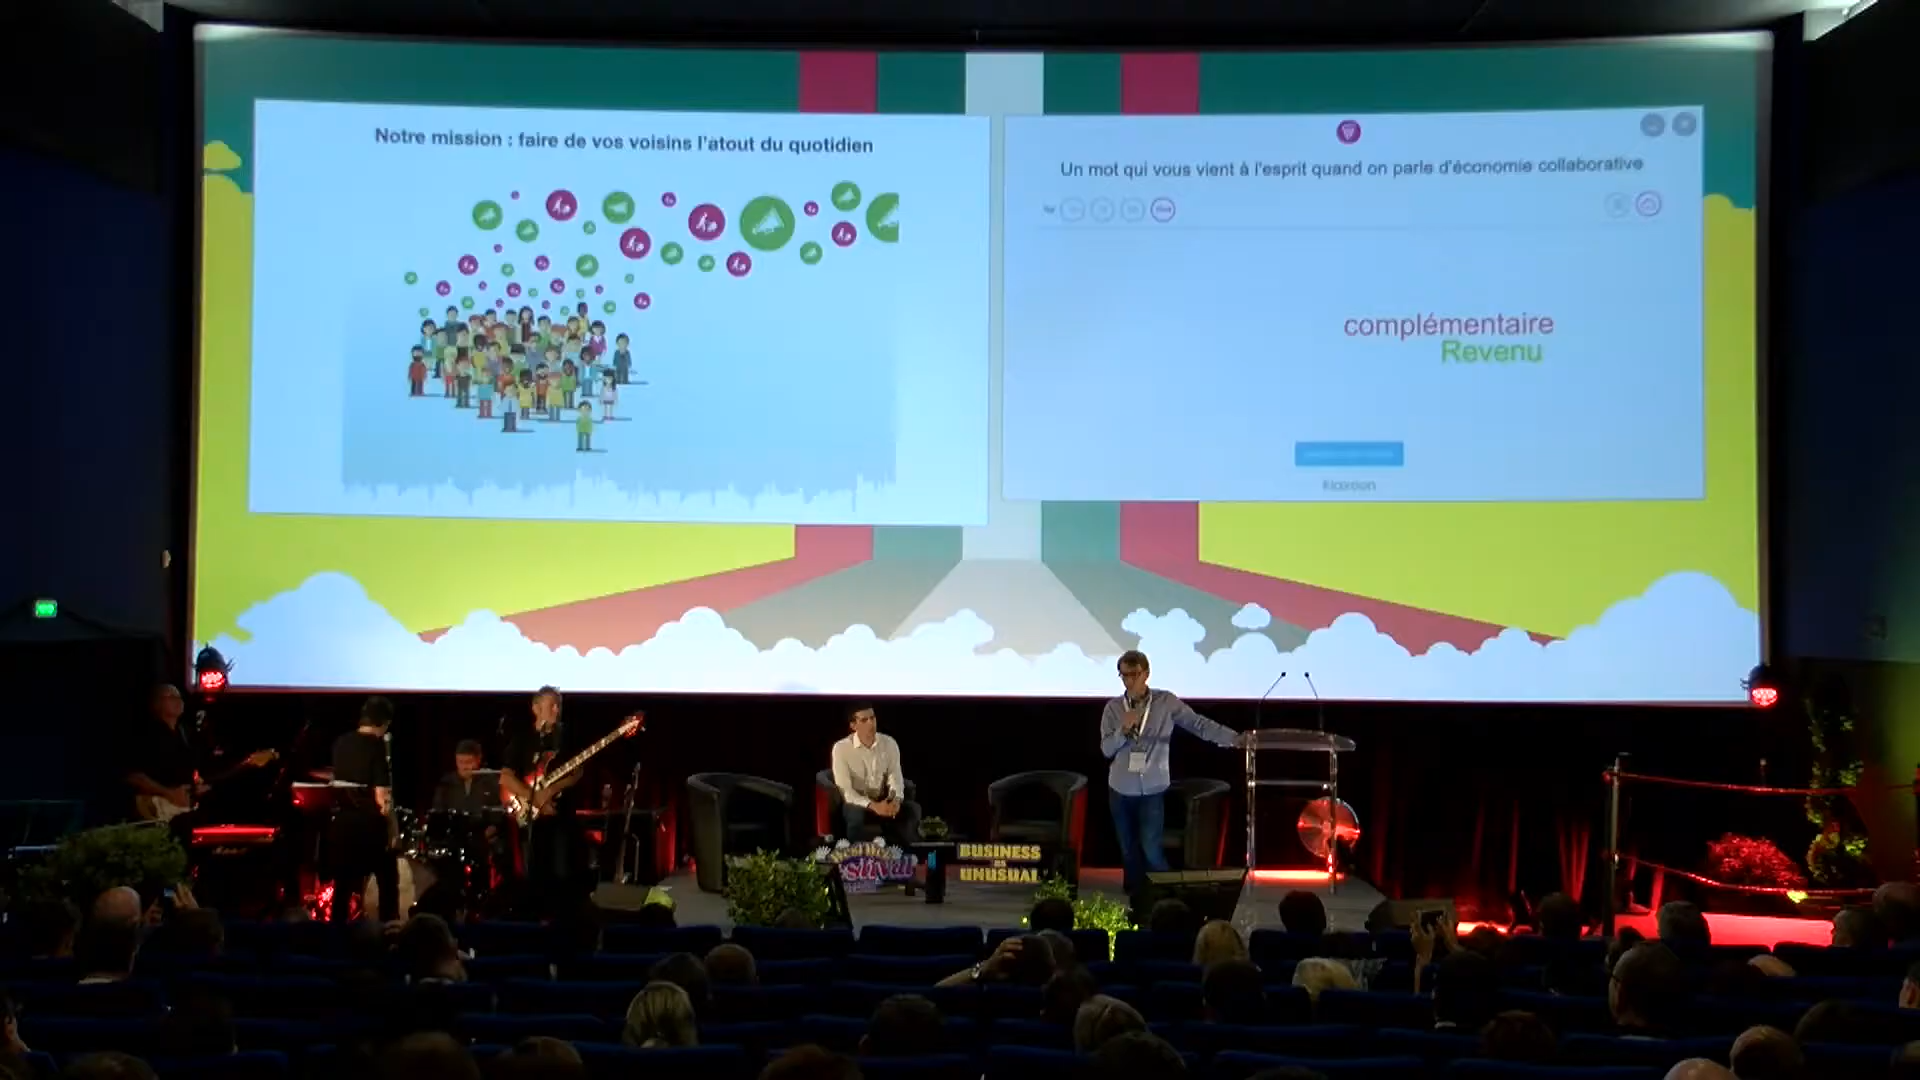 Notre mission : faire de vos voisins l'atout du quotidien
Un mot qui vous vient à l'esprit quand on parle d'économie collaborative
complémentaire
Revenu
BUSINESS
AS
UNUSUAL